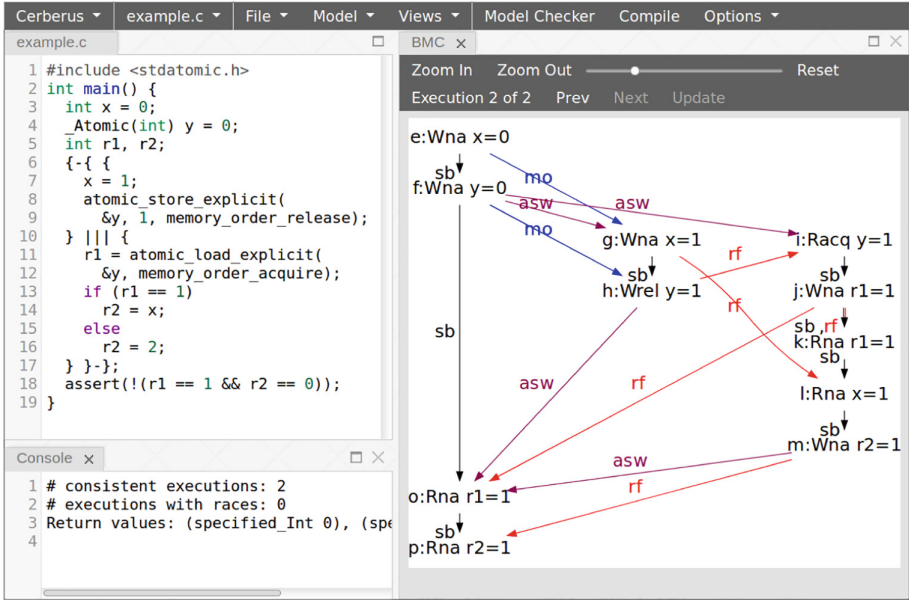 Cerberus example.c File Model Views Model Checker Compile Options
example.c
1 #include <stdatomic.h>
2 int main() {
3 int x = 0;
4 _Atomic(int) y = 0;
5 int r1, r2;
6 {-{ {
7 x = 1;
8 atomic_store_explicit(
9 &y, 1, memory_order_release);
10 } ||| {
11 r1 = atomic_load_explicit(
12 &y, memory_order_acquire);
13 if (r1 == 1)
14 r2 = x;
15 else
16 r2 = 2;
17 } }-};
18 assert(!(r1 == 1 && r2 == 0));
19 }
Console
1 # consistent executions: 2
2 # executions with races: 0
3 Return values: (specified_Int 0), (spe
4
BMC
Zoom In Zoom Out Reset
Execution 2 of 2 Prev Next Update
e:Wna x=0
sb mo
f:Wna y=0
asw asw
mo
g:Wna x=1 i:Racq y=1
rf
sb sb
h:Wrel y=1 j:Wna r1=1
rf
sb ,rf
sb k:Rna r1=1
sb
asw rf l:Rna x=1
sb
m:Wna r2=1
asw
rf
o:Rna r1=1
sb
p:Rna r2=1